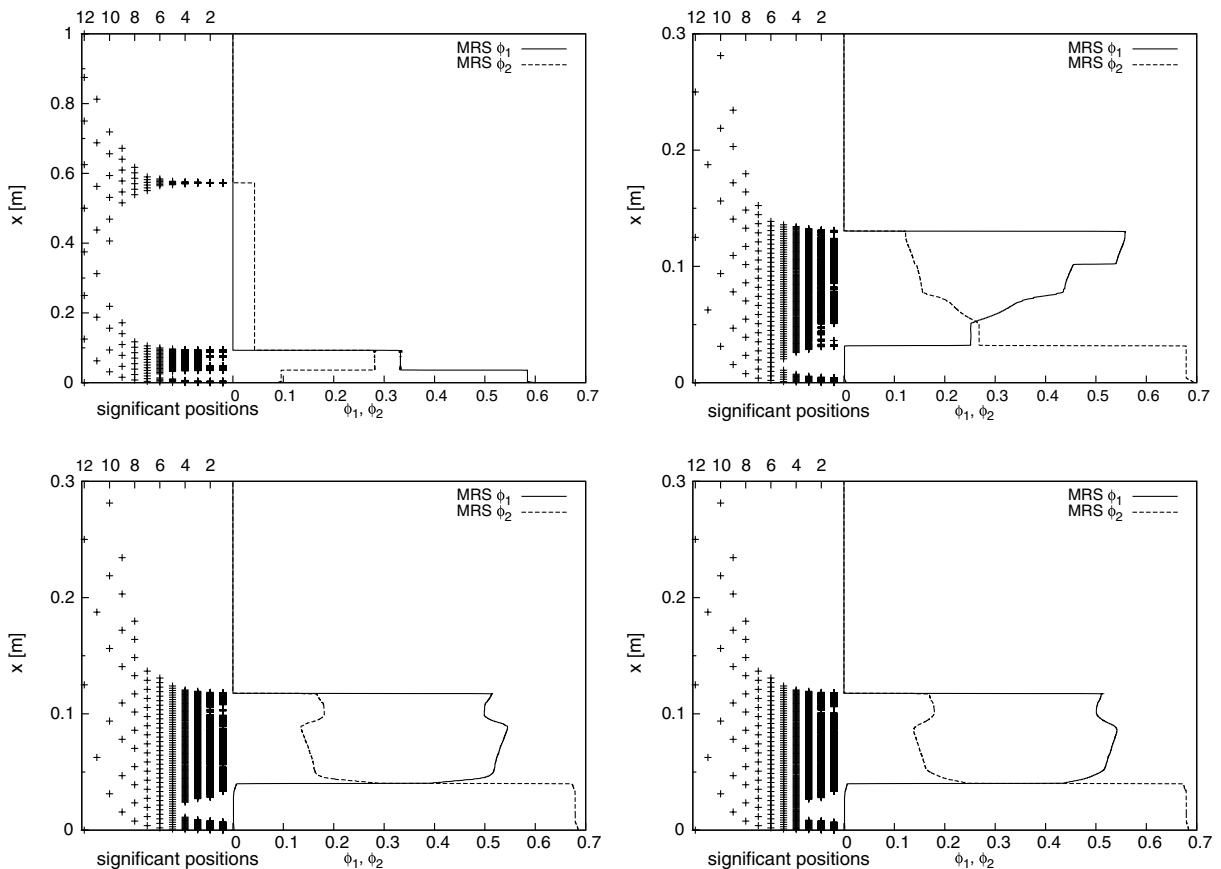 12 10 8 6 4 2
1
0.8
0.6
0.4
0.2
0
x [m]
MRS ϕ1
MRS ϕ2
0 0.1 0.2 0.3 0.4 0.5 0.6 0.7
significant positions
ϕ1, ϕ2
12 10 8 6 4 2
0.3
0.2
0.1
0
x [m]
MRS ϕ1
MRS ϕ2
0 0.1 0.2 0.3 0.4 0.5 0.6 0.7
significant positions
ϕ1, ϕ2
12 10 8 6 4 2
0.3
0.2
0.1
0
x [m]
MRS ϕ1
MRS ϕ2
0 0.1 0.2 0.3 0.4 0.5 0.6 0.7
significant positions
ϕ1, ϕ2
12 10 8 6 4 2
0.3
0.2
0.1
0
x [m]
MRS ϕ1
MRS ϕ2
0 0.1 0.2 0.3 0.4 0.5 0.6 0.7
significant positions
ϕ1, ϕ2